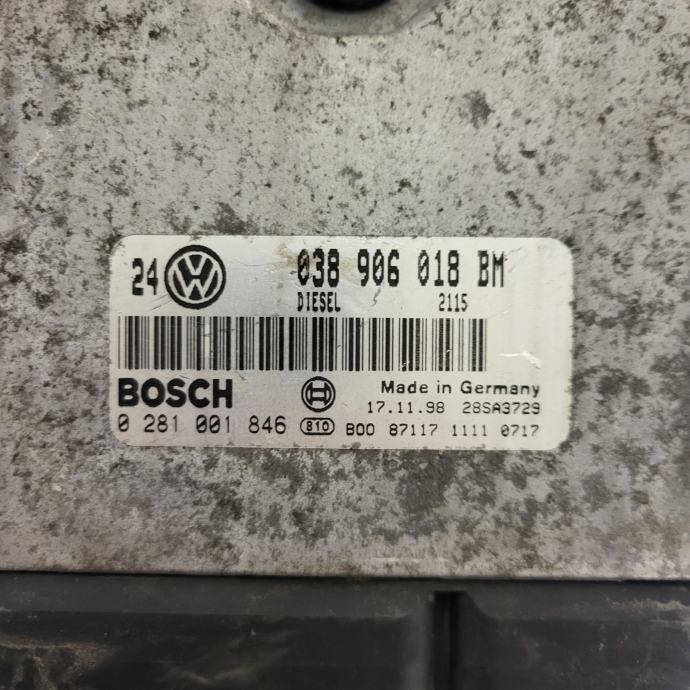 24 VW 038 906 018 BM
DIESEL 2115
BOSCH Made in Germany
17.11.98 28SA3729
0 281 001 846 810 B00 87117 1111 0717